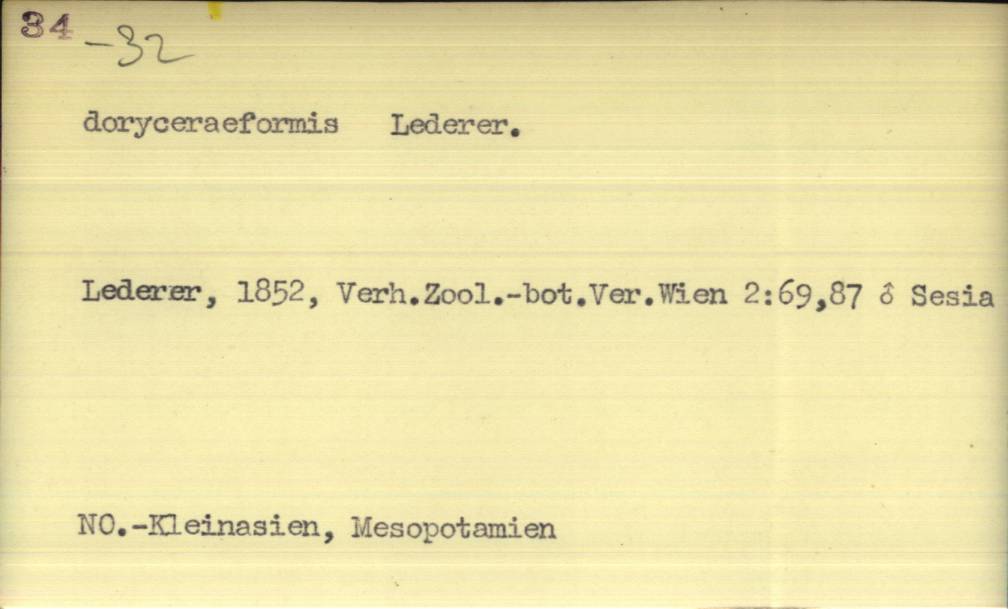 34 -32
doryceraeformis Lederer.
Lederer, 1852, Verh.Zool.-bot.Ver.Wien 2:69,87 ♂ Sesia
NO.-Kleinasien, Mesopotamien